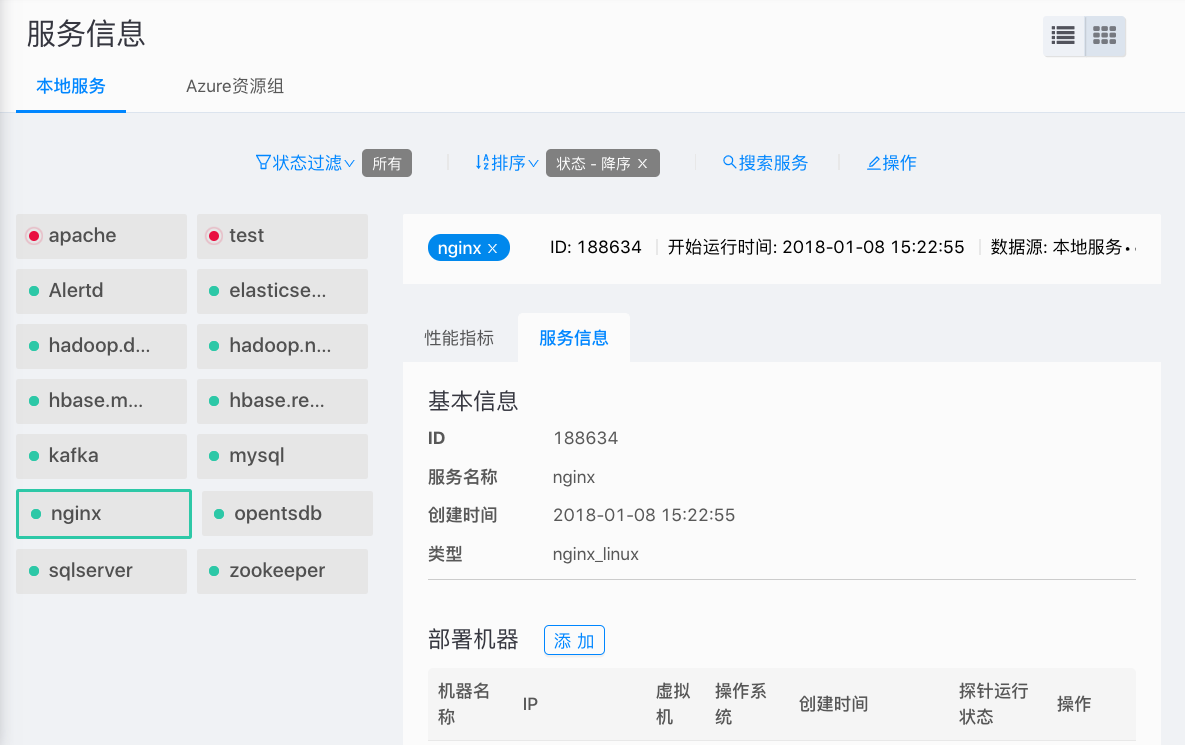 服务信息
本地服务 Azure资源组
状态过滤 所有 排序 状态 - 降序 × 搜索服务 操作
apache test
Alertd elasticse...
hadoop.d... hadoop.n...
hbase.m... hbase.re...
kafka mysql
nginx opentsdb
sqlserver zookeeper
nginx × ID: 188634 开始运行时间: 2018-01-08 15:22:55 数据源: 本地服务
性能指标 服务信息
基本信息
ID 188634
服务名称 nginx
创建时间 2018-01-08 15:22:55
类型 nginx_linux
部署机器 添 加
机器名称 IP 虚拟机 操作系统 创建时间 探针运行状态 操作